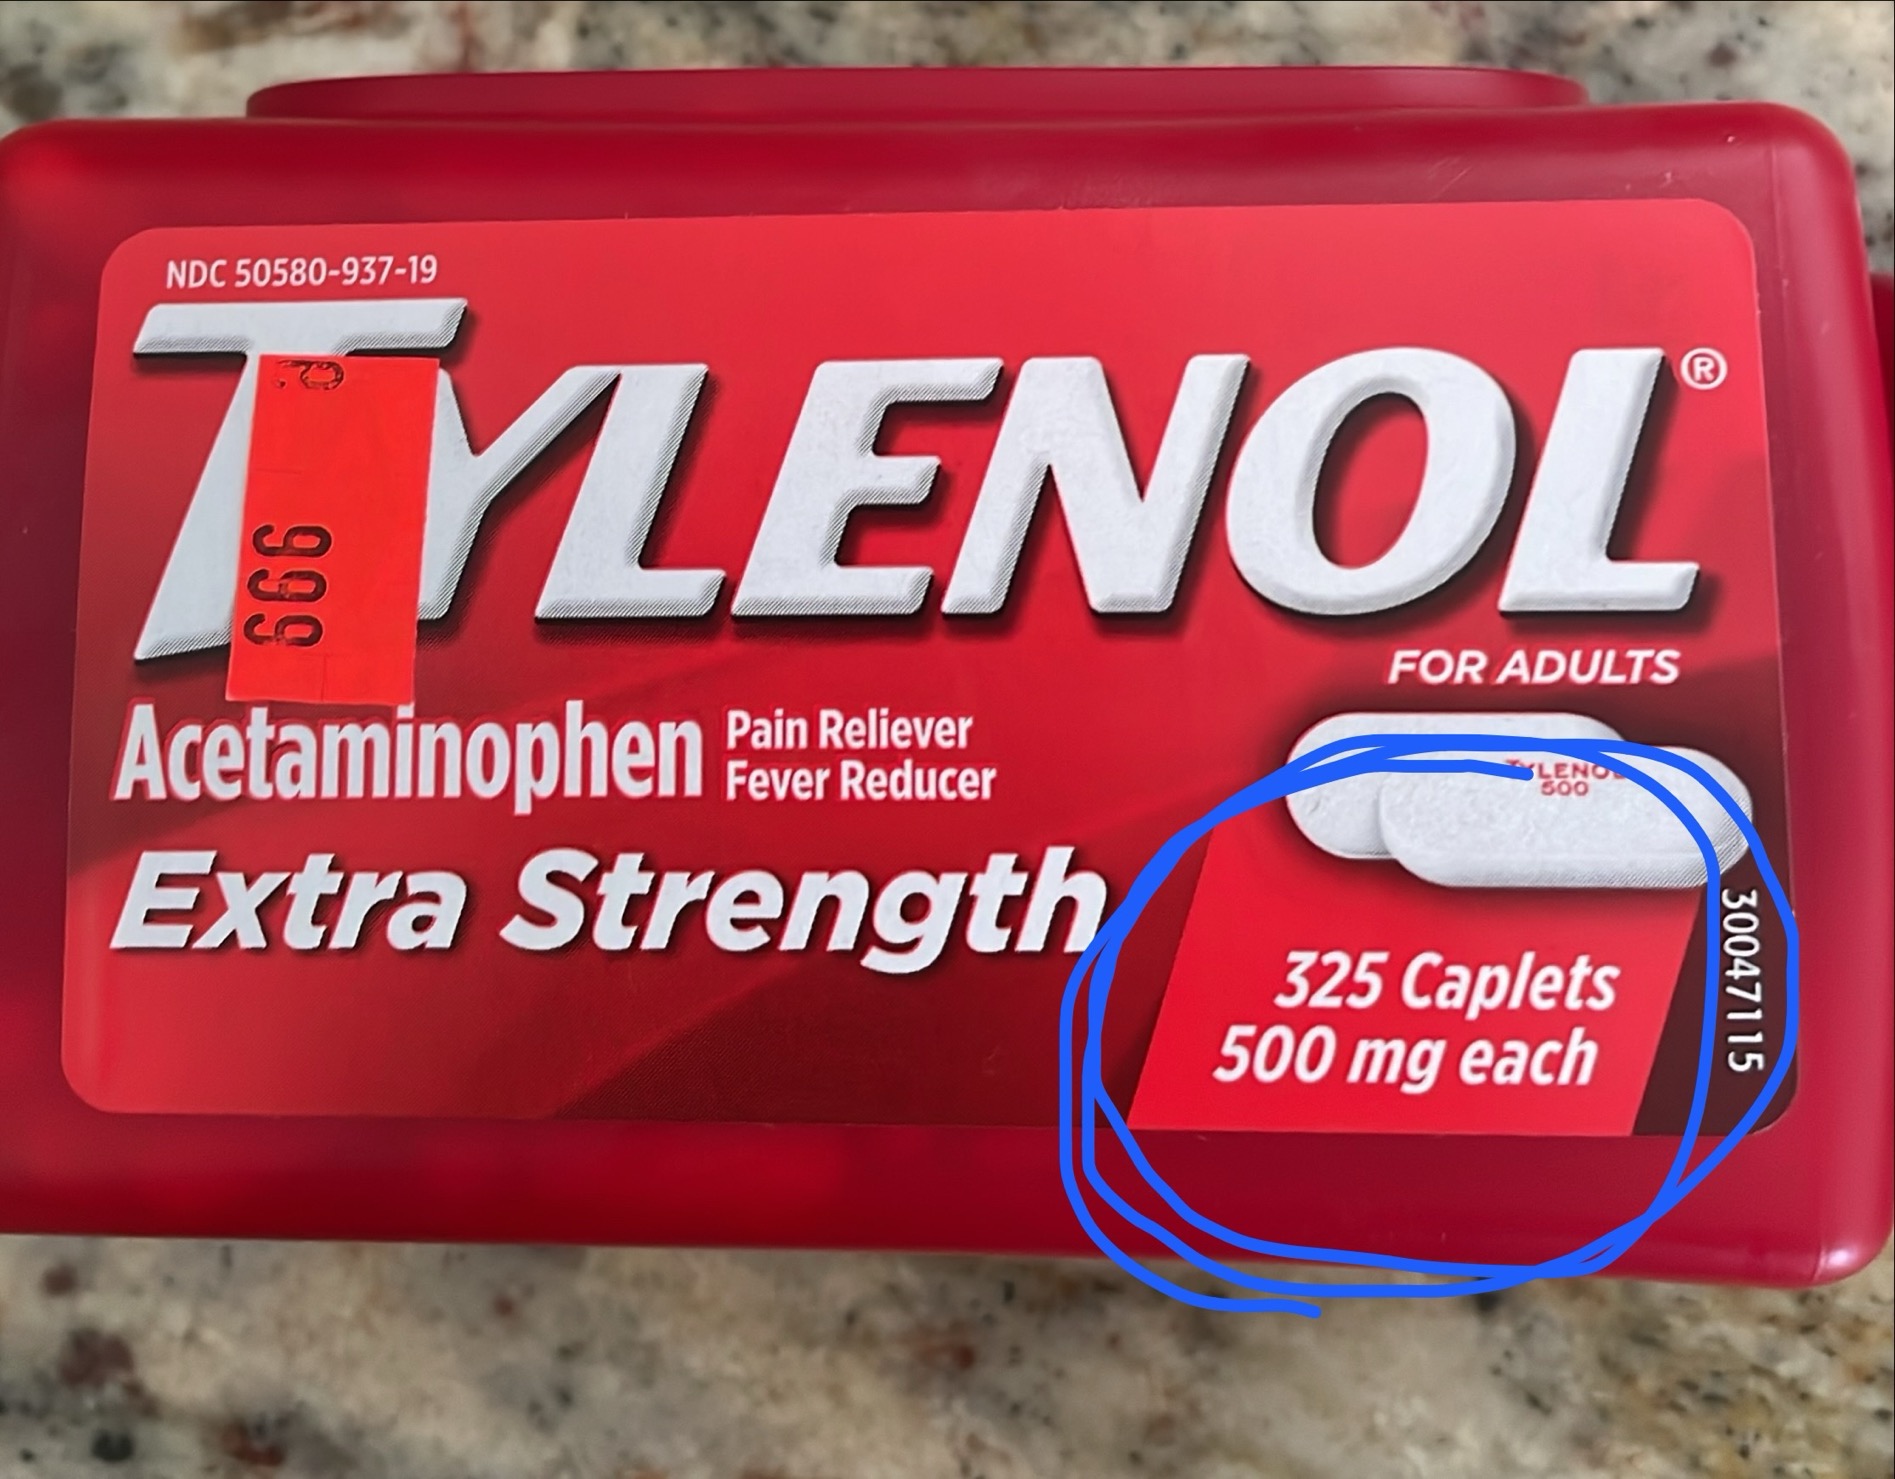 NDC 50580-937-19
TYLENOL®
FOR ADULTS
Acetaminophen
Pain Reliever
Fever Reducer
Extra Strength
TYLENOL
500
325 Caplets
500 mg each
30047115
999